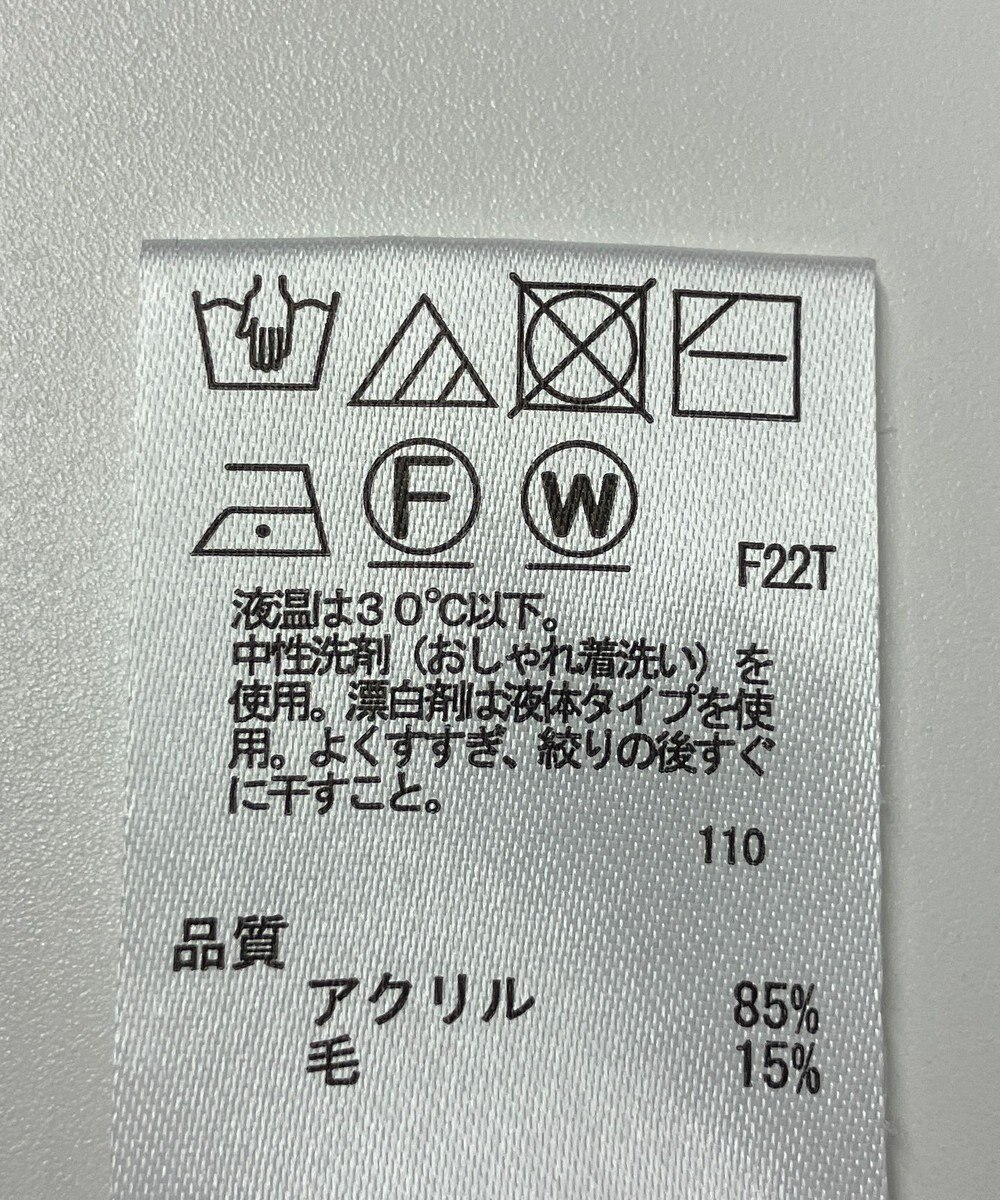 F
W
F22T
液温は30℃以下。
中性洗剤（おしゃれ着洗い）を
使用。漂白剤は液体タイプを使
用。よくすすぎ、絞りの後すぐ
に干すこと。
110
品質
アクリル 85%
毛 15%